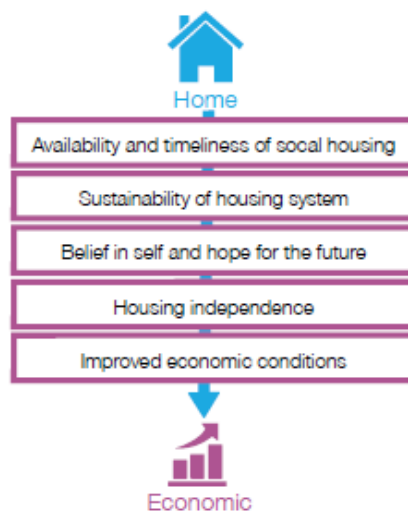 Home
Availability and timeliness of socal housing
Sustainability of housing system
Belief in self and hope for the future
Housing independence
Improved economic conditions
Economic